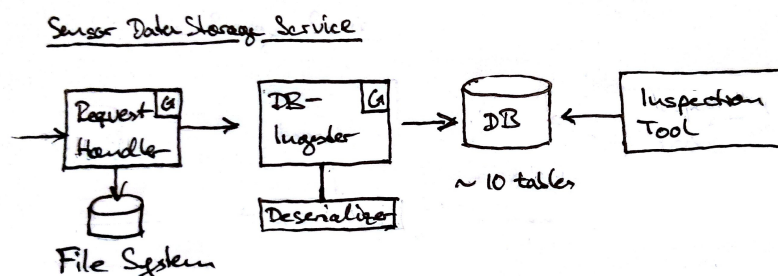 Sensor Data Storage Service
Request G
Handler
DB- G
Ingester
DB
Inspection
Tool
~ 10 tables
Deserializer
File System